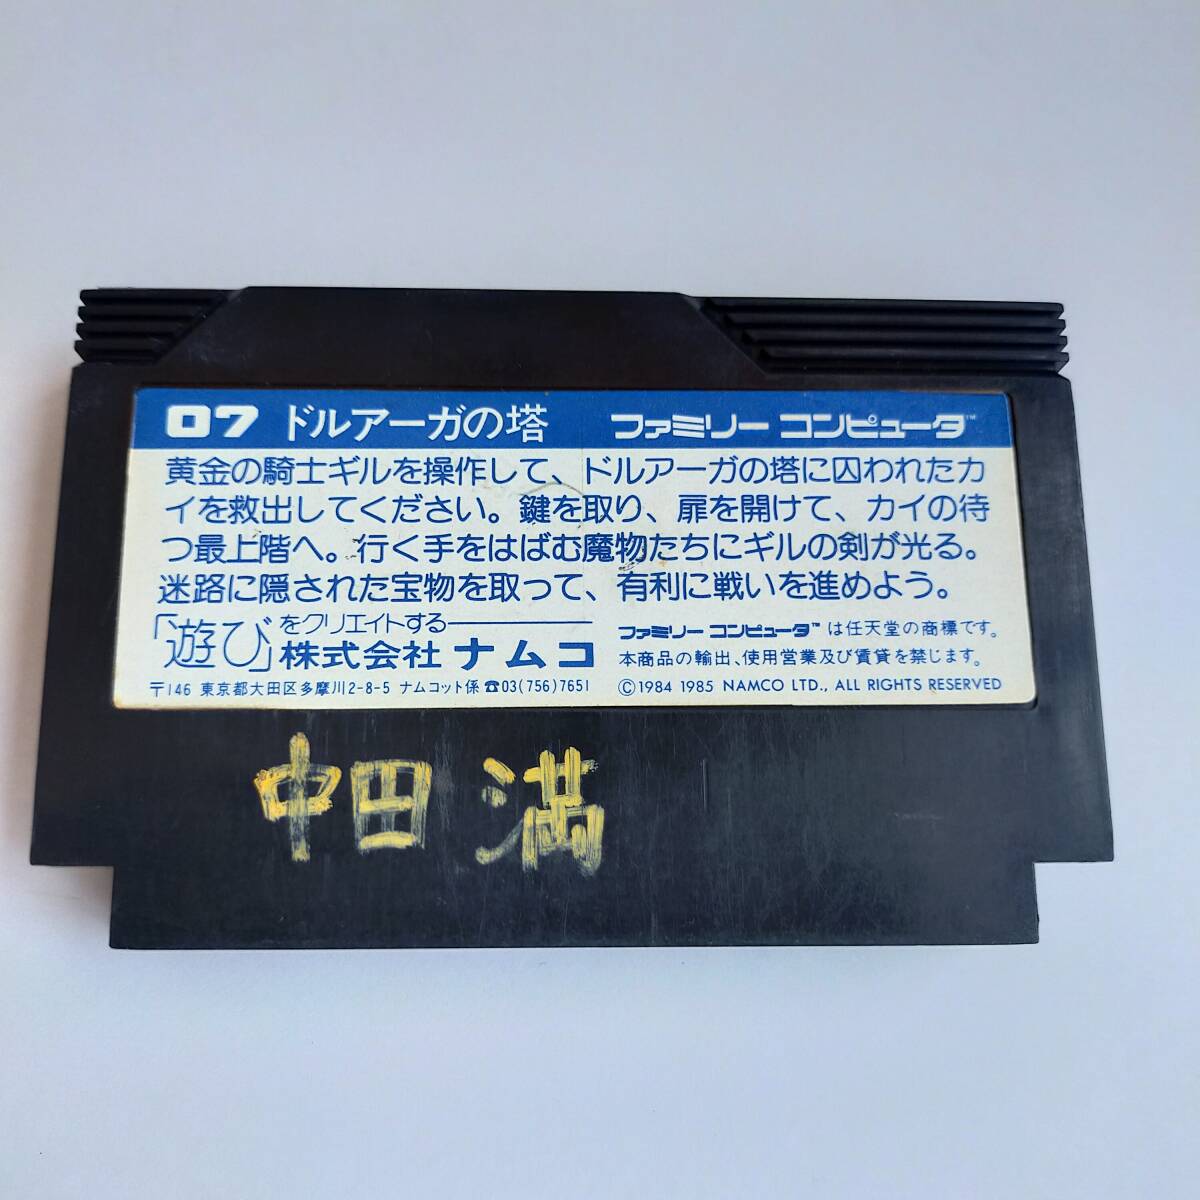 07 ドルアーガの塔 ファミリー コンピュータ™
黄金の騎士ギルを操作して、ドルアーガの塔に囚われたカ
イを救出してください。鍵を取り、扉を開けて、カイの待
つ最上階へ。行く手をはばむ魔物たちにギルの剣が光る。
迷路に隠された宝物を取って、有利に戦いを進めよう。
「遊び」をクリエイトする
株式会社 ナムコ
〒146 東京都大田区多摩川2-8-5 ナムコット係 ☎03(756)7651
ファミリー コンピュータ™ は任天堂の商標です。
本商品の輸出、使用営業及び賃貸を禁じます。
©1984 1985 NAMCO LTD., ALL RIGHTS RESERVED
中田 満